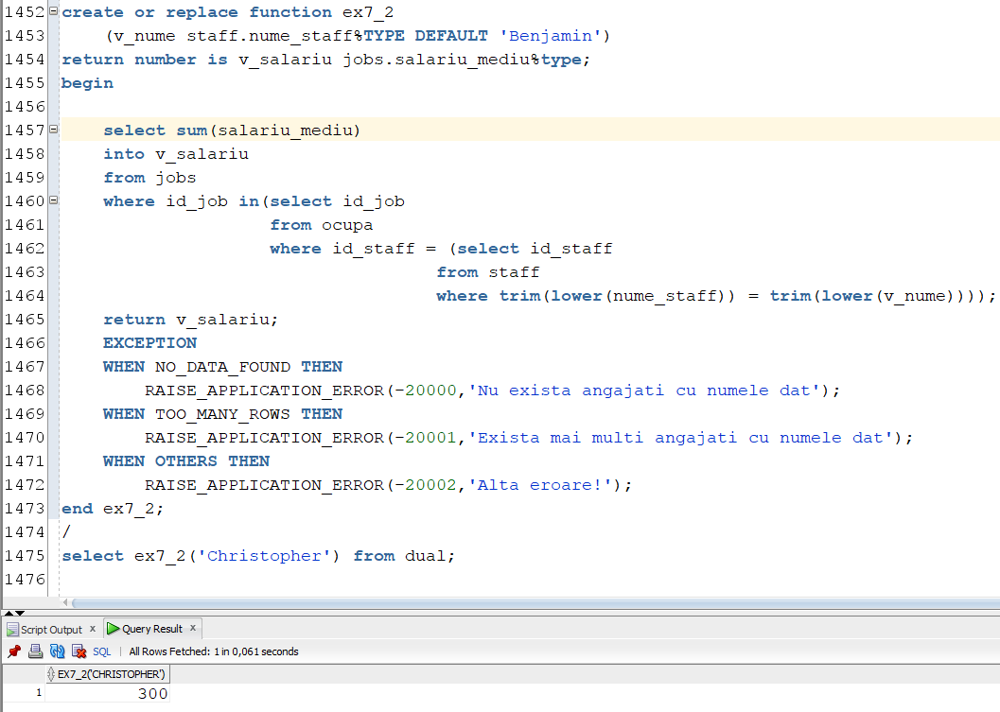 1452 create or replace function ex7_2
1453     (v_nume staff.nume_staff%TYPE DEFAULT 'Benjamin')
1454 return number is v_salariu jobs.salariu_mediu%type;
1455 begin
1456
1457     select sum(salariu_mediu)
1458     into v_salariu
1459     from jobs
1460     where id_job in(select id_job
1461                     from ocupa
1462                     where id_staff = (select id_staff
1463                                     from staff
1464                                     where trim(lower(nume_staff)) = trim(lower(v_nume))));
1465     return v_salariu;
1466     EXCEPTION
1467     WHEN NO_DATA_FOUND THEN
1468         RAISE_APPLICATION_ERROR(-20000,'Nu exista angajati cu numele dat');
1469     WHEN TOO_MANY_ROWS THEN
1470         RAISE_APPLICATION_ERROR(-20001,'Exista mai multi angajati cu numele dat');
1471     WHEN OTHERS THEN
1472         RAISE_APPLICATION_ERROR(-20002,'Alta eroare!');
1473 end ex7_2;
1474 /
1475 select ex7_2('Christopher') from dual;
1476
Script Output x Query Result x
SQL | All Rows Fetched: 1 in 0,061 seconds
EX7_2('CHRISTOPHER')
1 300